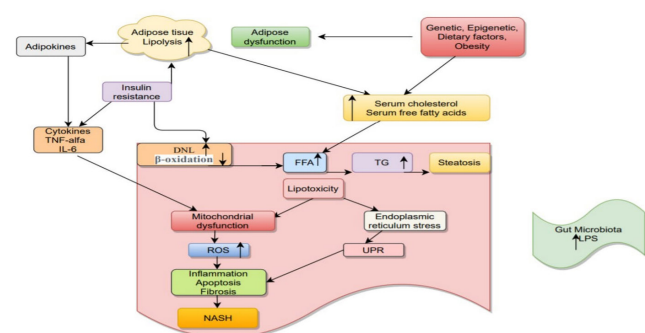 Adipose tisue
Lipolysis
Adipose
dysfunction
Genetic, Epigenetic,
Dietary factors,
Obesity
Adipokines
Insulin
resistance
Serum cholesterol
Serum free fatty acids
Cytokines
TNF-alfa
IL-6
DNL
β-oxidation
FFA
TG
Steatosis
Lipotoxicity
Mitochondrial
dysfunction
Endoplasmic
reticulum stress
Gut Microbiota
LPS
ROS
UPR
Inflammation
Apoptosis
Fibrosis
NASH